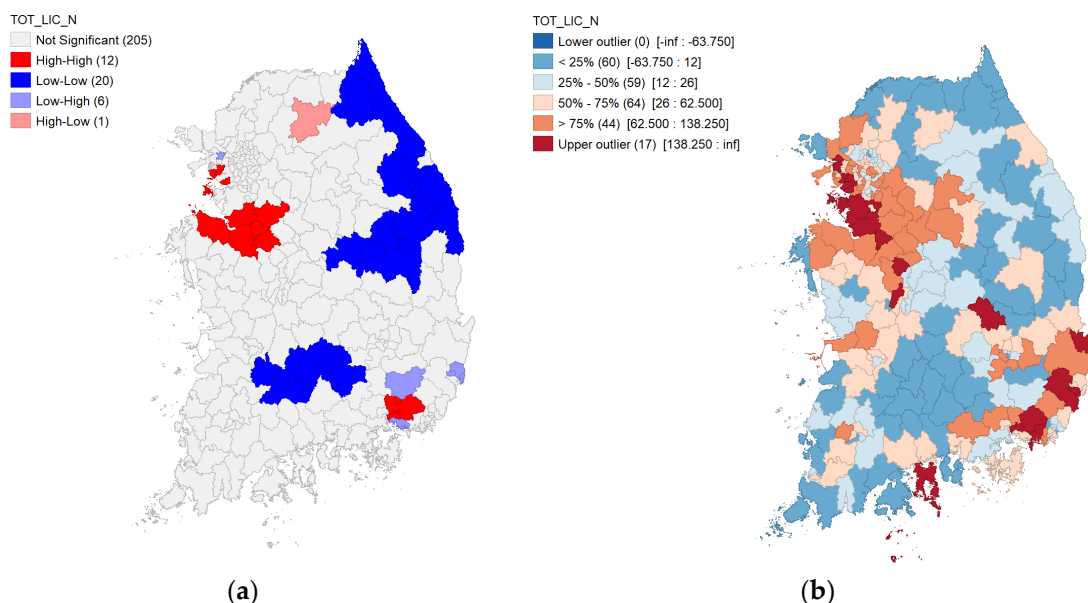 TOT_LIC_N
Not Significant (205)
High-High (12)
Low-Low (20)
Low-High (6)
High-Low (1)
(a)
TOT_LIC_N
Lower outlier (0) [-inf : -63.750]
< 25% (60) [-63.750 : 12]
25% - 50% (59) [12 : 26]
50% - 75% (64) [26 : 62.500]
> 75% (44) [62.500 : 138.250]
Upper outlier (17) [138.250 : inf]
(b)